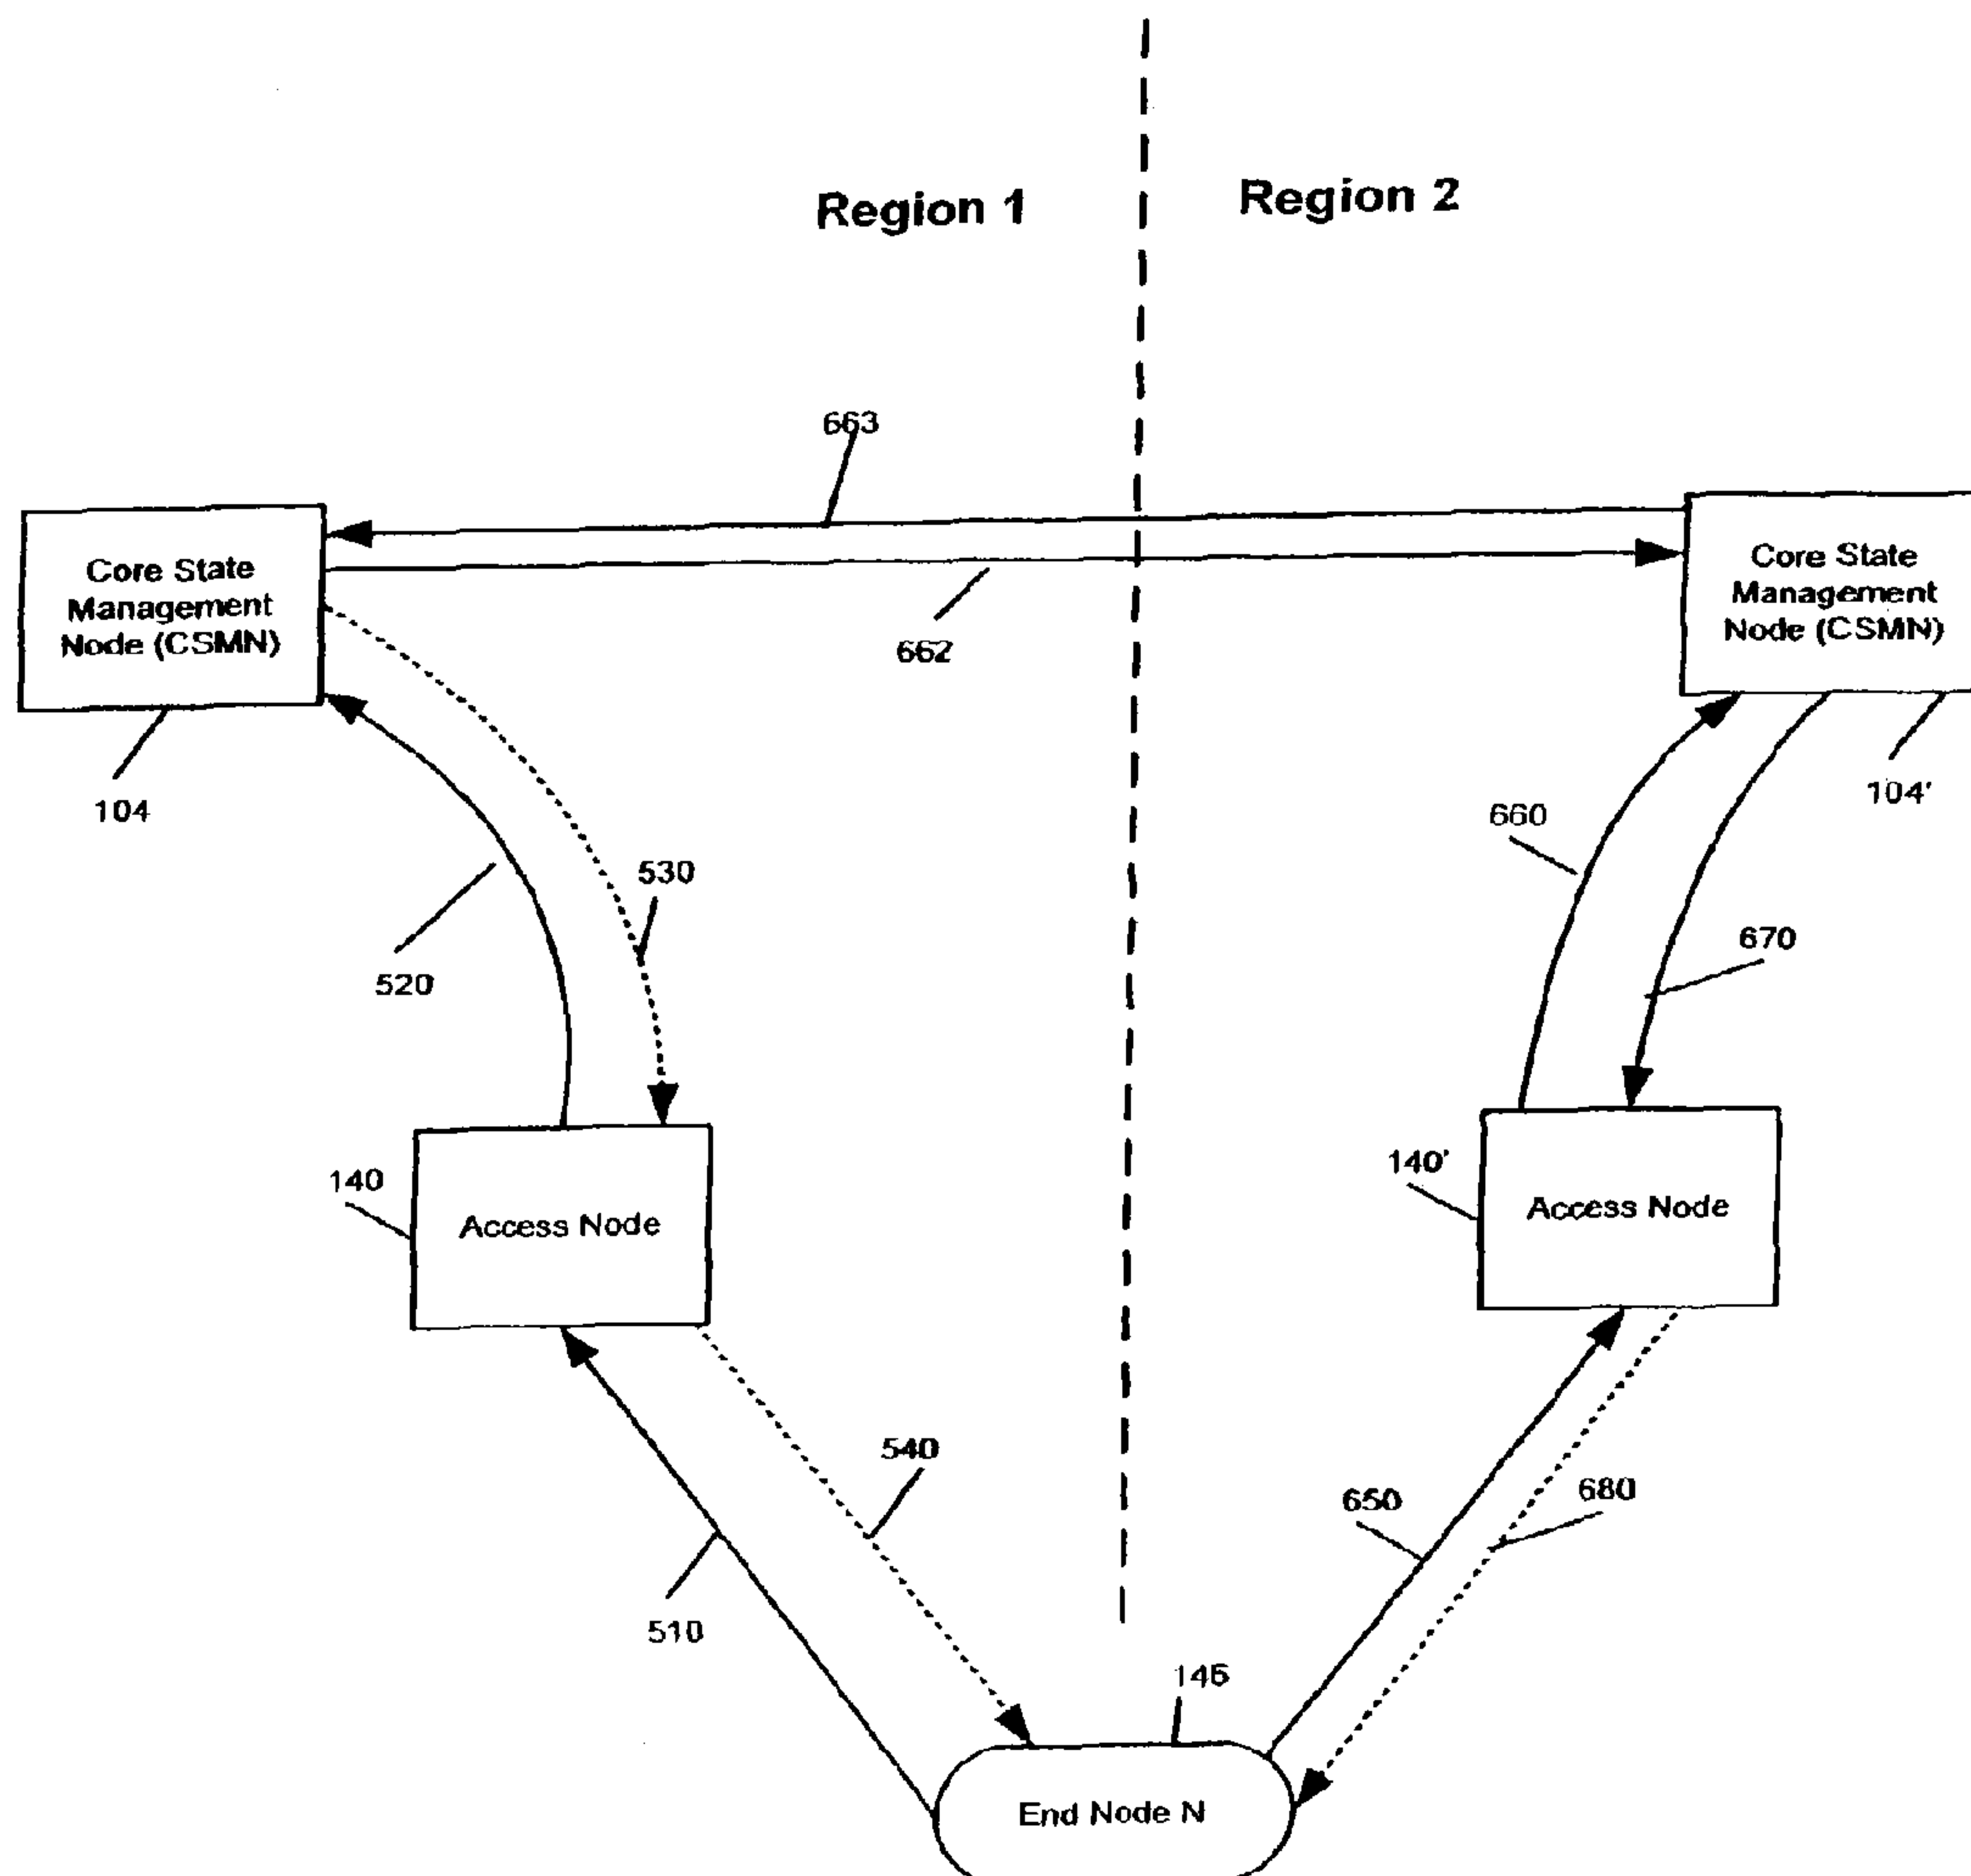 Region 1
Region 2
663
Core State
Management
Node (CSMN)
Core State
Management
Node (CSMN)
662
104
104'
660
530
670
520
140
Access Node
140'
Access Node
540
650
680
510
145
End Node N